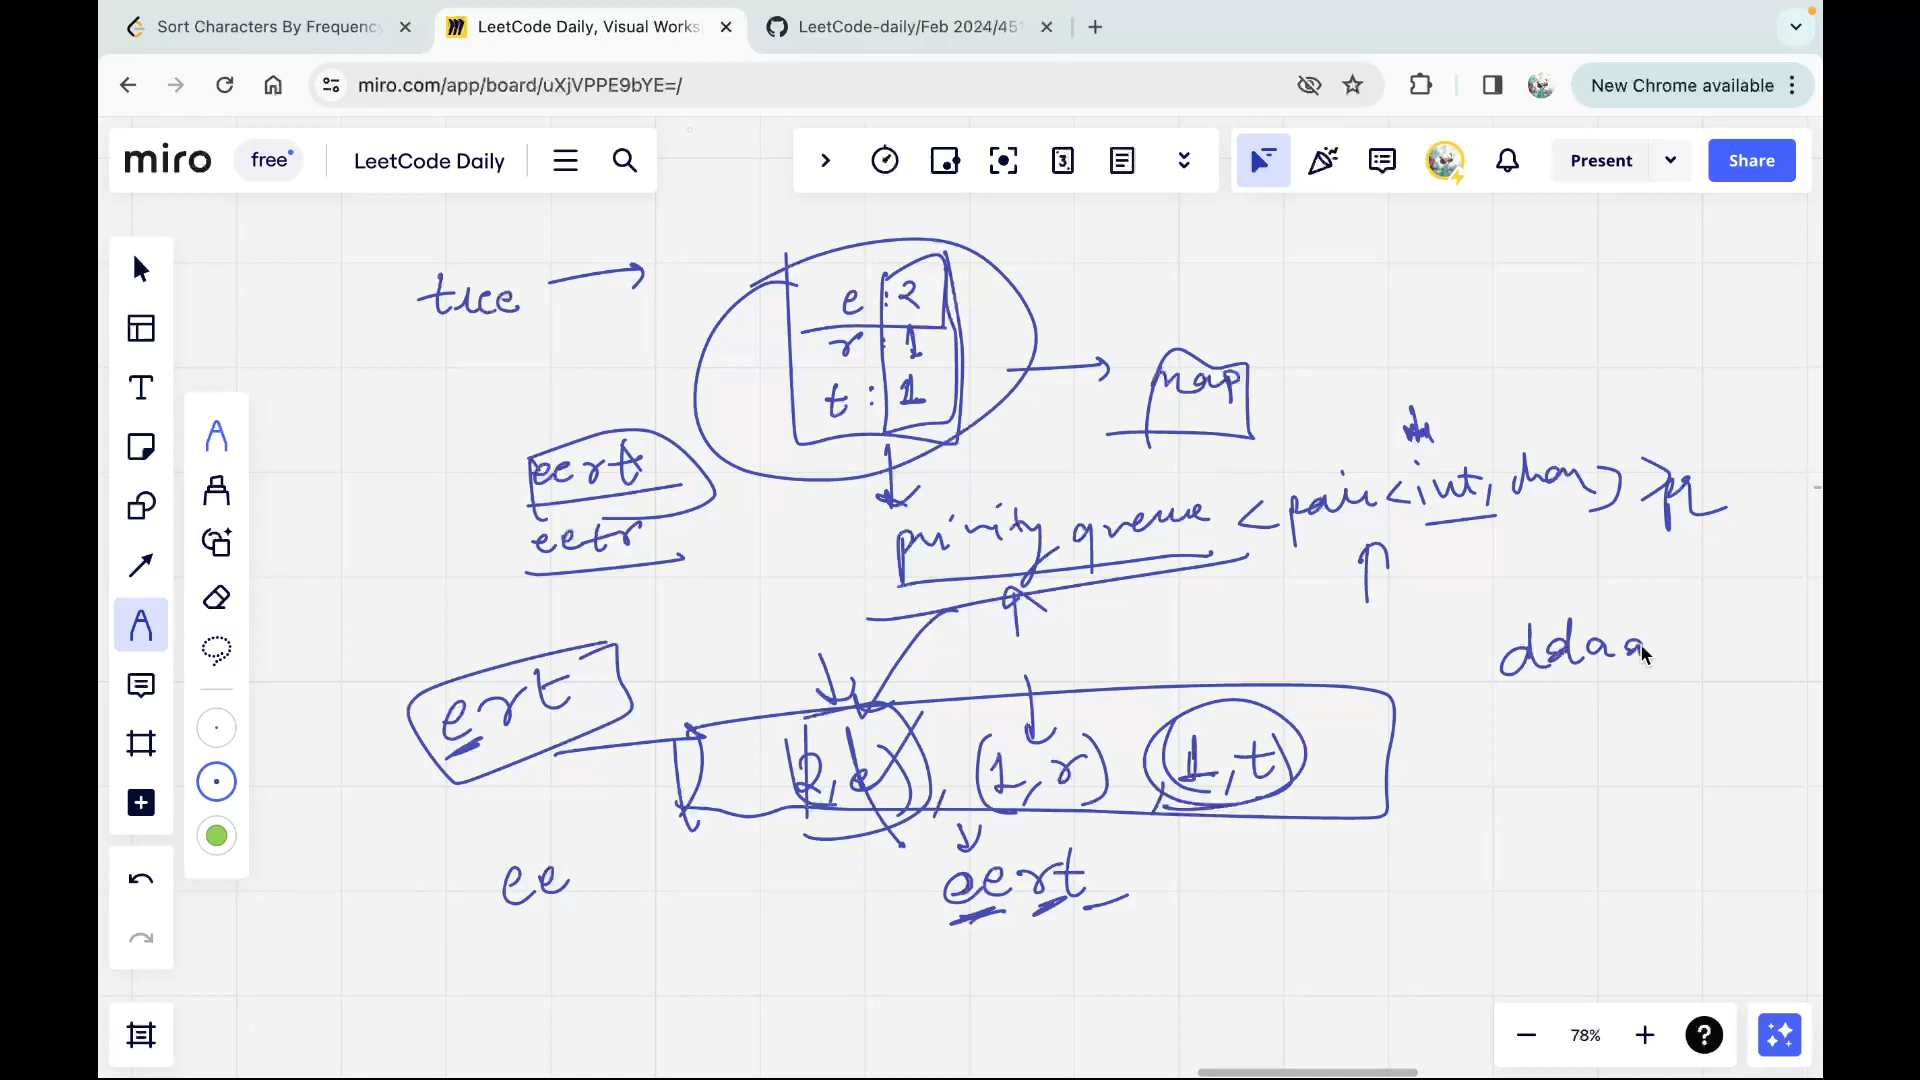 Sort Characters By Frequency
LeetCode Daily, Visual Works
LeetCode-daily/Feb 2024/45
miro.com/app/board/uXjVPPE9bYE=/
New Chrome available
miro
free
LeetCode Daily
3
Present
Share
tree
e : 2
r : 1
t : 1
map
eert
eetr
priority queue <pair<int, char> >
ddaa
ert
2, e), (1, r) , 1, t)
ee
eert
78%
?